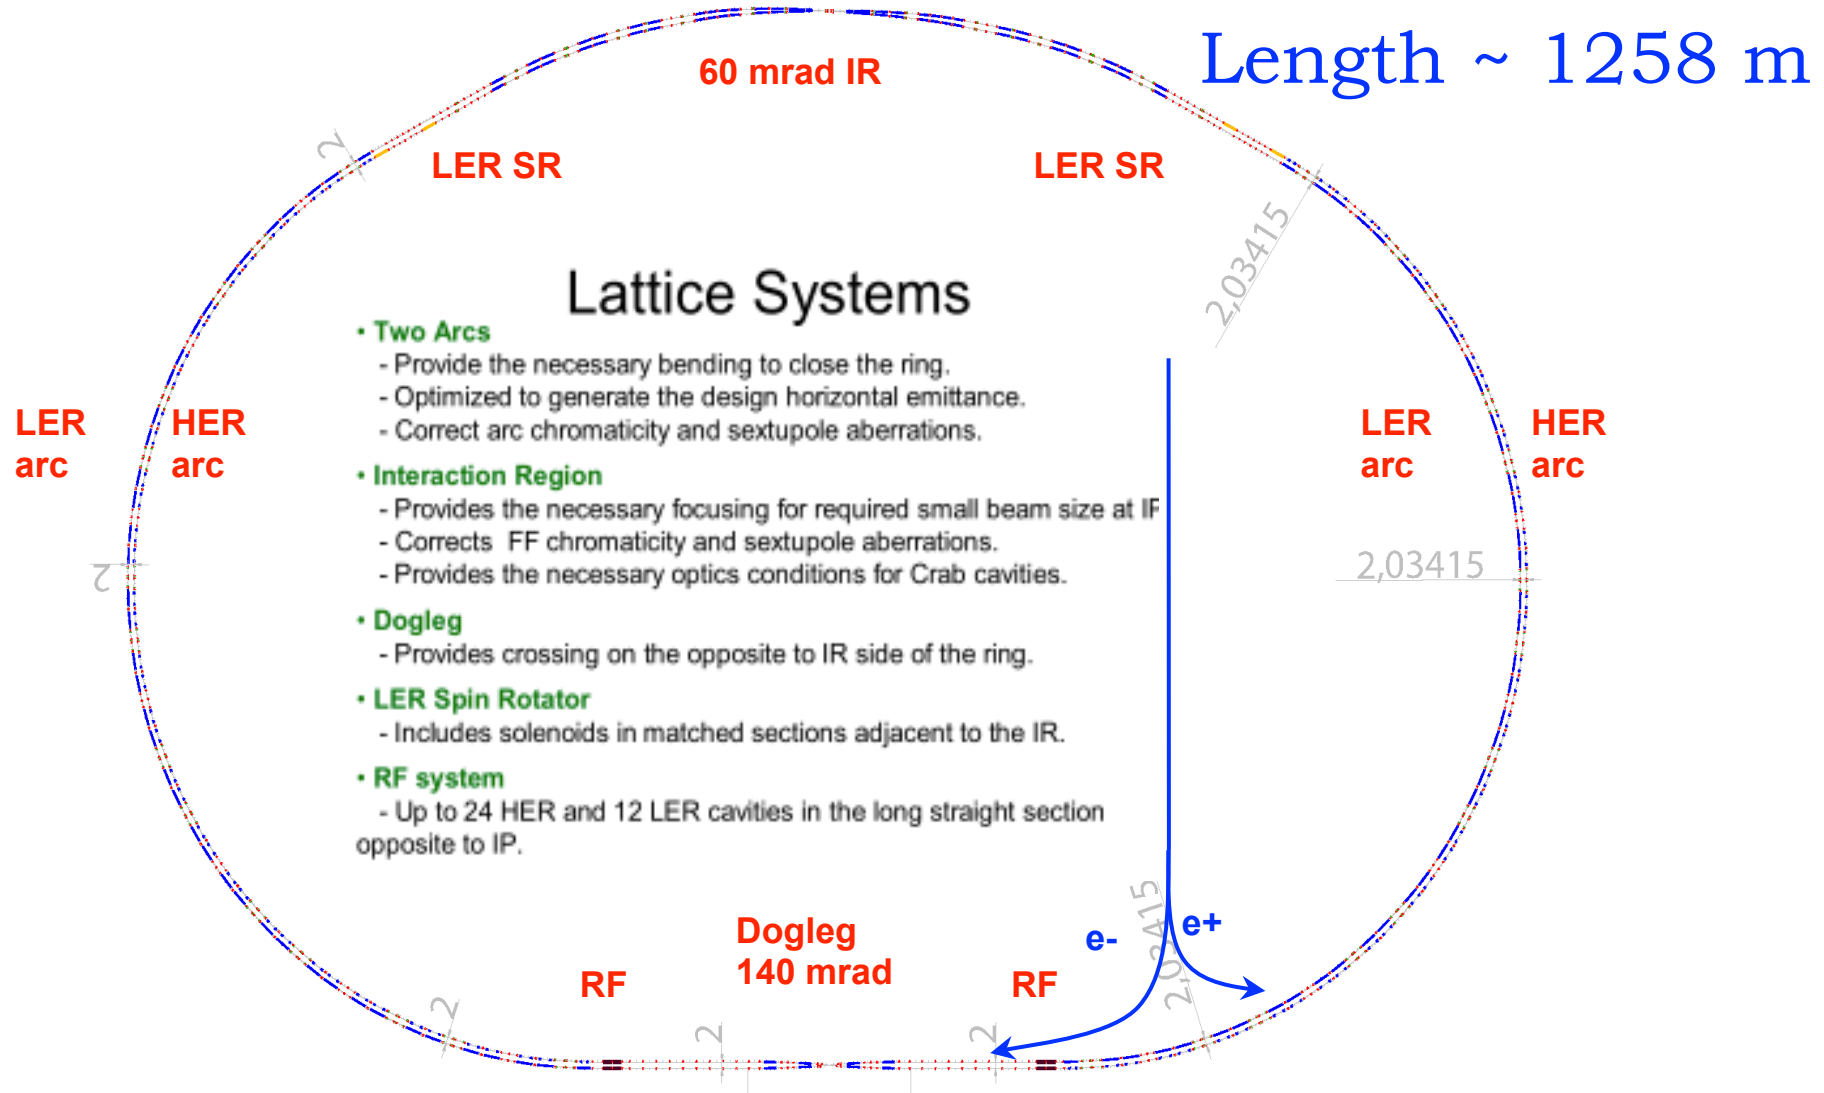 Length ~ 1258 m
60 mrad IR
2
LER SR
LER SR
2,03415
Lattice Systems
• Two Arcs
- Provide the necessary bending to close the ring.
- Optimized to generate the design horizontal emittance.
- Correct arc chromaticity and sextupole aberrations.
LER
arc
HER
arc
LER
arc
HER
arc
• Interaction Region
- Provides the necessary focusing for required small beam size at IP
- Corrects FF chromaticity and sextupole aberrations.
- Provides the necessary optics conditions for Crab cavities.
2
2,03415
• Dogleg
- Provides crossing on the opposite to IR side of the ring.
• LER Spin Rotator
- Includes solenoids in matched sections adjacent to the IR.
• RF system
- Up to 24 HER and 12 LER cavities in the long straight section
opposite to IP.
2,03415
e-
e+
Dogleg
140 mrad
RF
RF
2
2
2